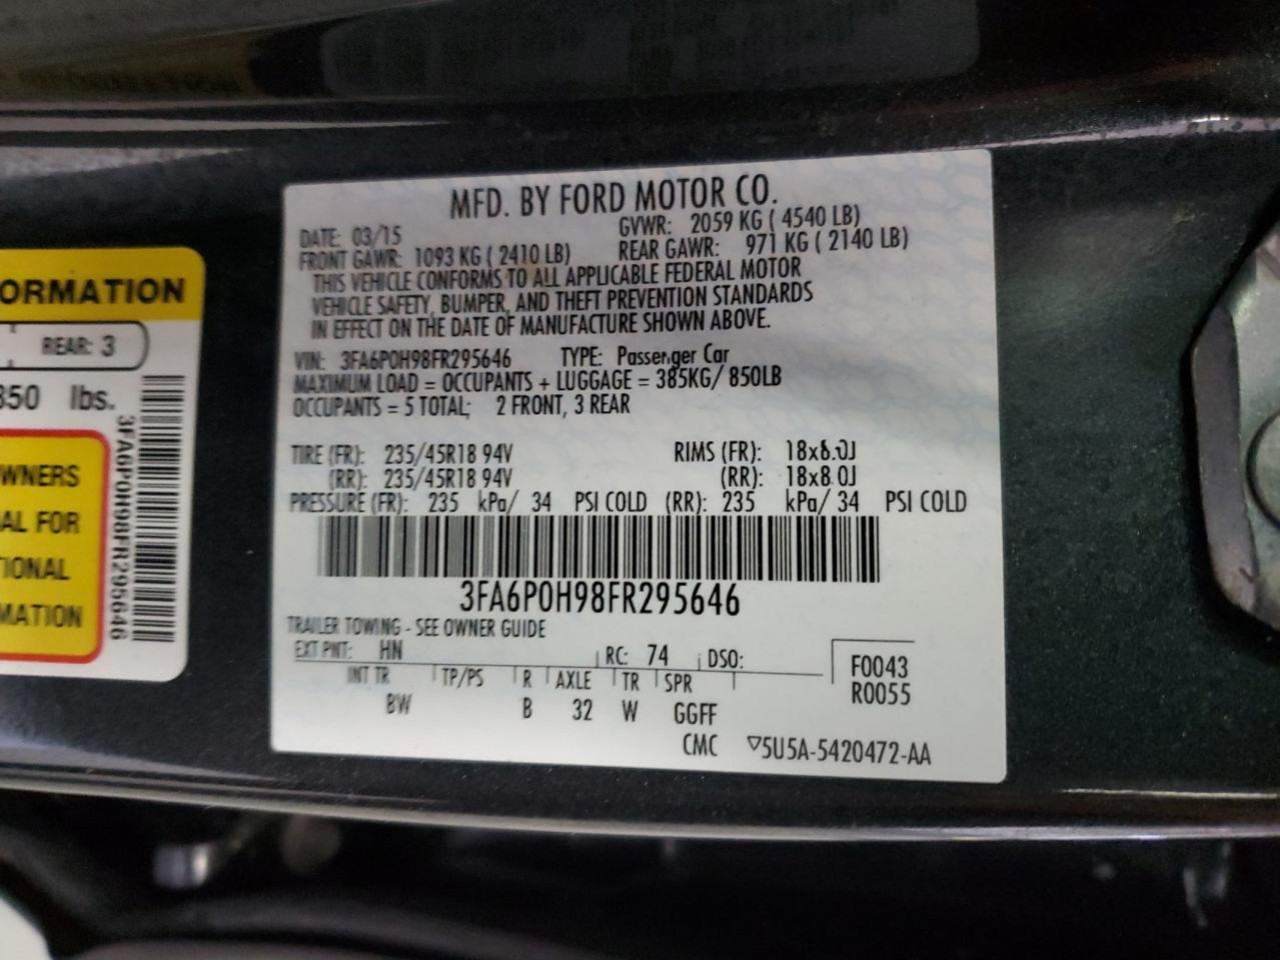 MFD. BY FORD MOTOR CO.
DATE: 03/15 GVWR: 2059 KG ( 4540 LB)
FRONT GAWR: 1093 KG ( 2410 LB) REAR GAWR: 971 KG ( 2140 LB)
THIS VEHICLE CONFORMS TO ALL APPLICABLE FEDERAL MOTOR
VEHICLE SAFETY, BUMPER, AND THEFT PREVENTION STANDARDS
IN EFFECT ON THE DATE OF MANUFACTURE SHOWN ABOVE.
VIN: 3FA6P0H98FR295646 TYPE: Passenger Car
MAXIMUM LOAD = OCCUPANTS + LUGGAGE = 385KG/ 850LB
OCCUPANTS = 5 TOTAL; 2 FRONT, 3 REAR
TIRE (FR): 235/45R18 94V RIMS (FR): 18x8.0J
(RR): 235/45R18 94V (RR): 18x8.0J
PRESSURE (FR): 235 kPa/ 34 PSI COLD (RR): 235 kPa/ 34 PSI COLD
3FA6P0H98FR295646
TRAILER TOWING - SEE OWNER GUIDE
EXT PNT: HN RC: 74 DSO: F0043
INT TR TP/PS R AXLE TR SPR R0055
BW B 32 W GGFF
CMC ▽5U5A-5420472-AA
ORMATION
REAR: 3
850 lbs.
3FA6P0H98FR295646
WNERS
AL FOR
IONAL
MATION